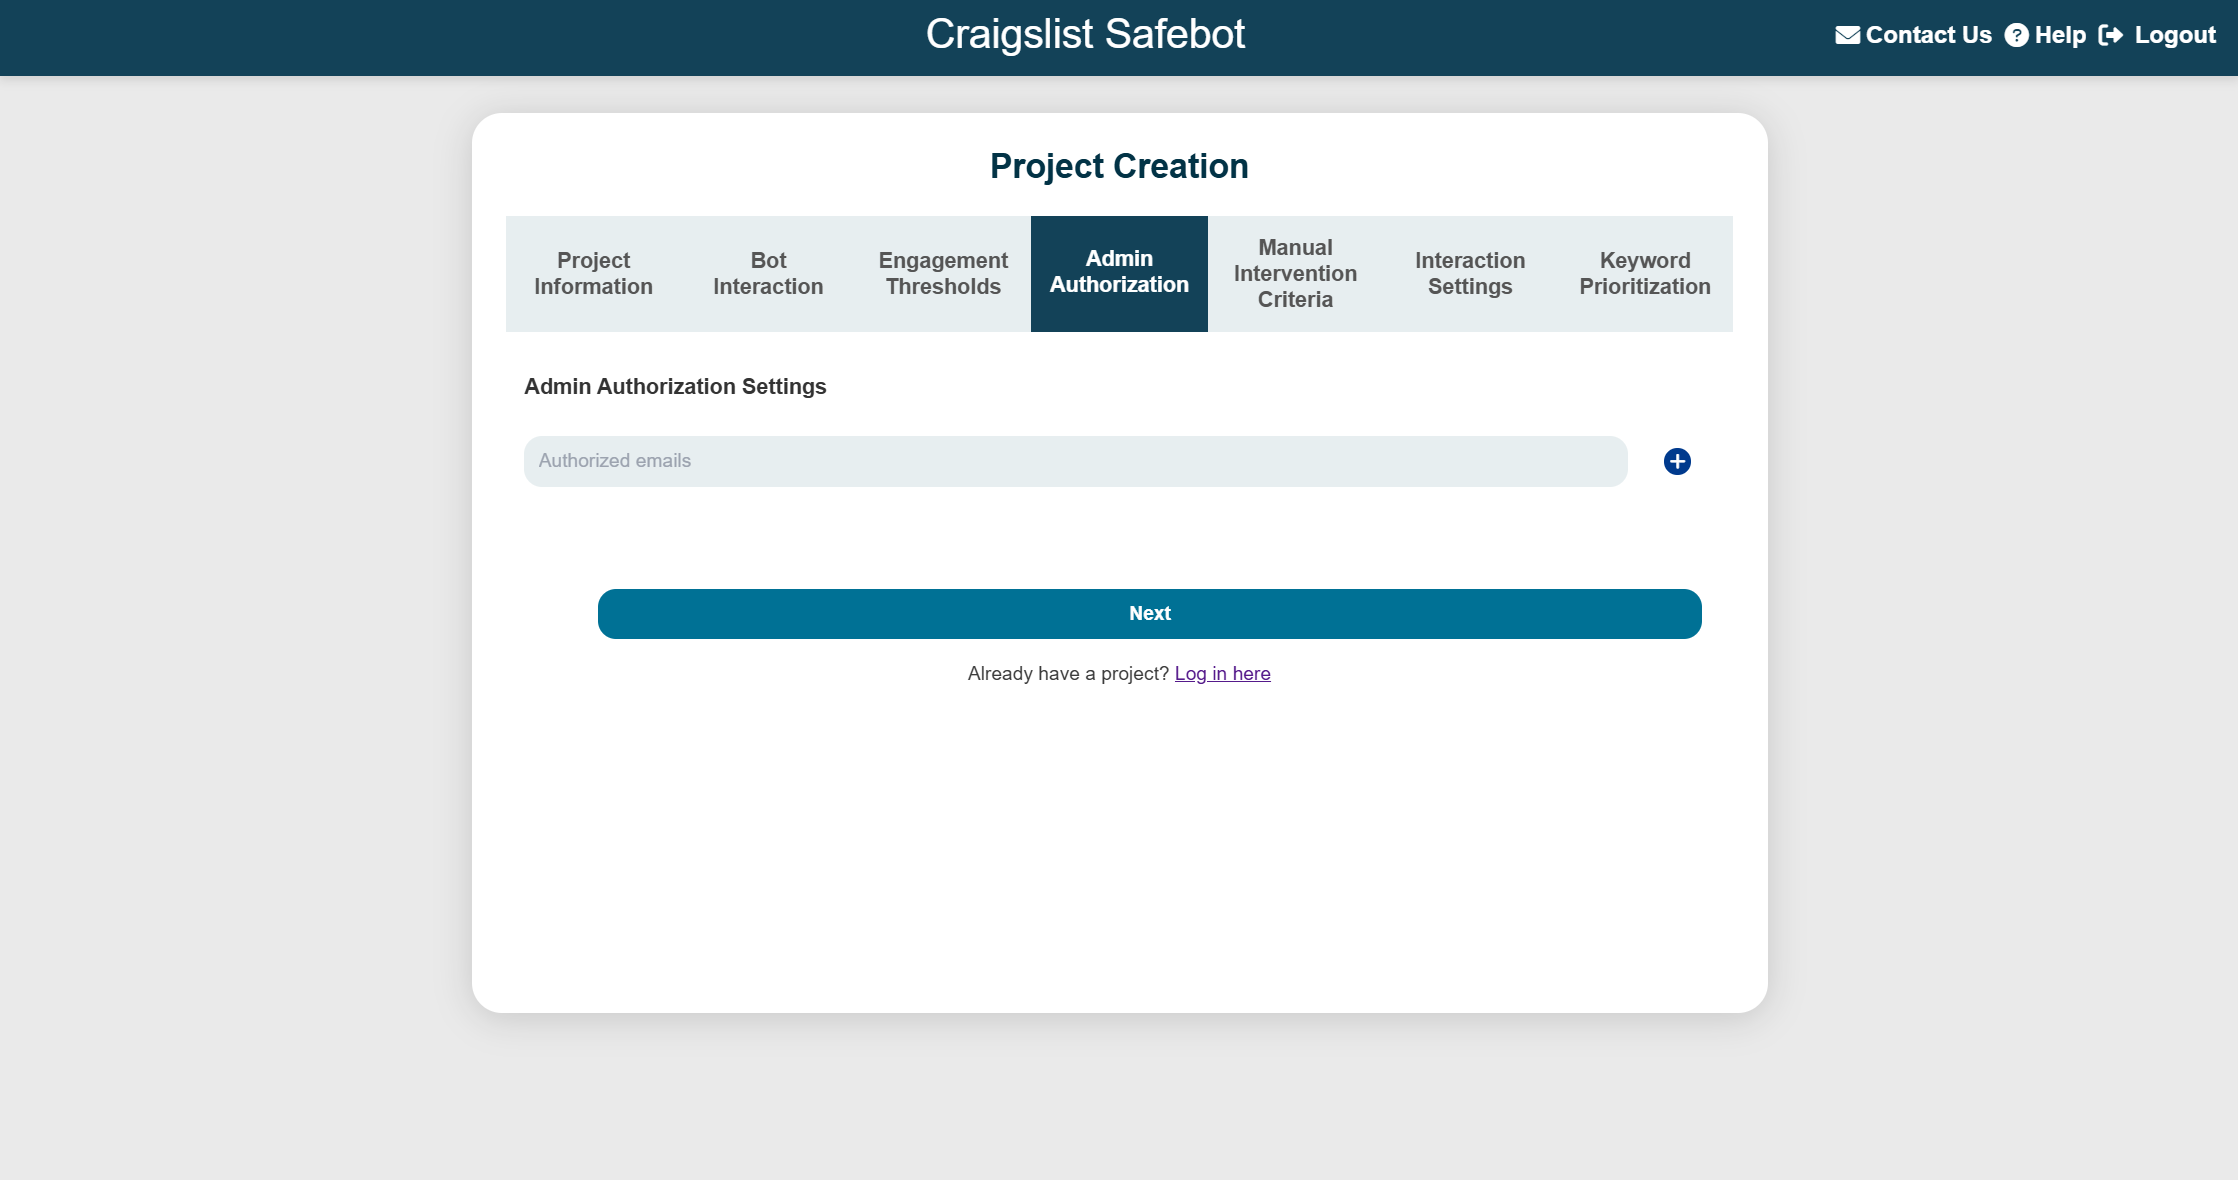 Craigslist Safebot
Contact Us
Help
Logout
Project Creation
Project
Information
Bot
Interaction
Engagement
Thresholds
Admin
Authorization
Manual
Intervention
Criteria
Interaction
Settings
Keyword
Prioritization
Admin Authorization Settings
Authorized emails
Next
Already have a project? Log in here